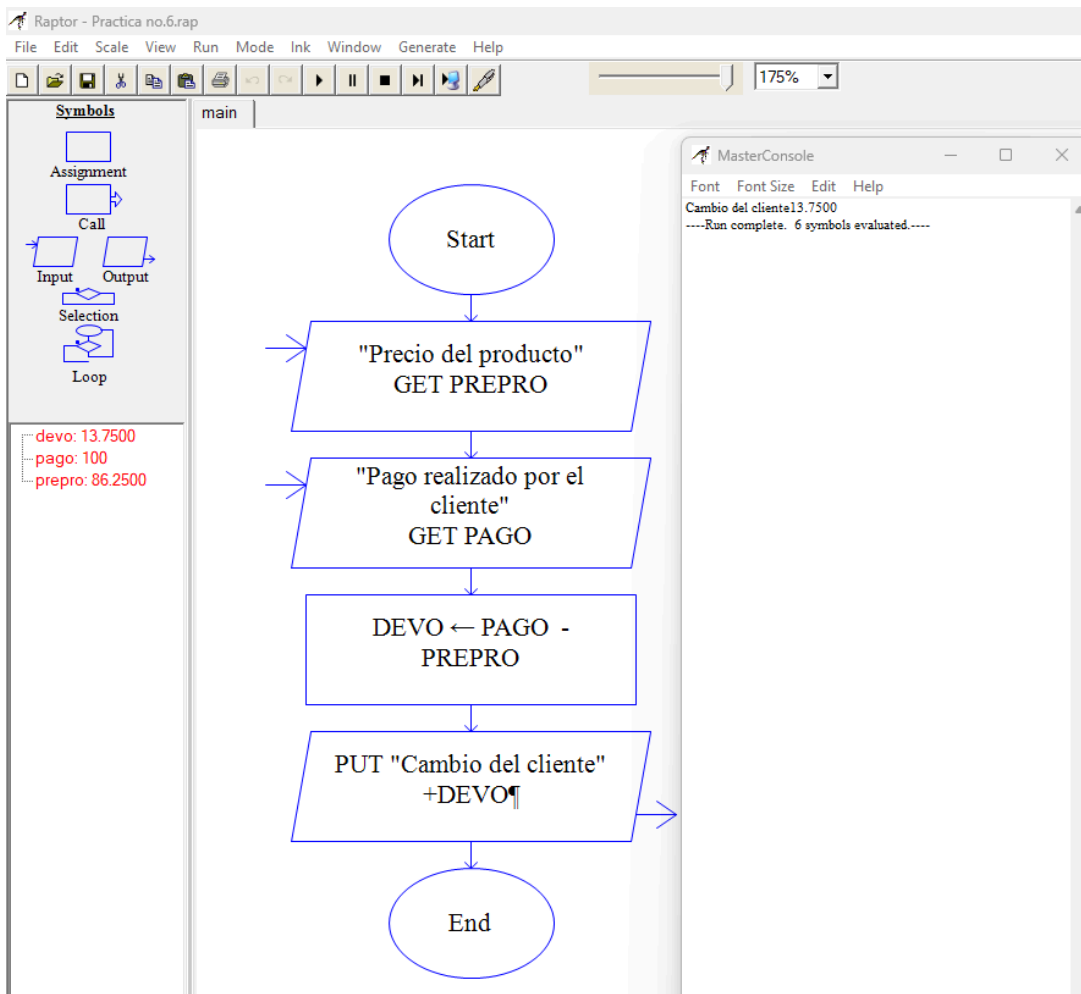 Raptor - Practica no.6.rap
File Edit Scale View Run Mode Ink Window Generate Help
175%
Symbols
Assignment
Call
Input Output
Selection
Loop
devo: 13.7500
pago: 100
prepro: 86.2500
main
Start
"Precio del producto"
GET PREPRO
"Pago realizado por el
cliente"
GET PAGO
DEVO ← PAGO -
PREPRO
PUT "Cambio del cliente"
+DEVO¶
End
MasterConsole
Font Font Size Edit Help
Cambio del cliente13.7500
----Run complete. 6 symbols evaluated.----